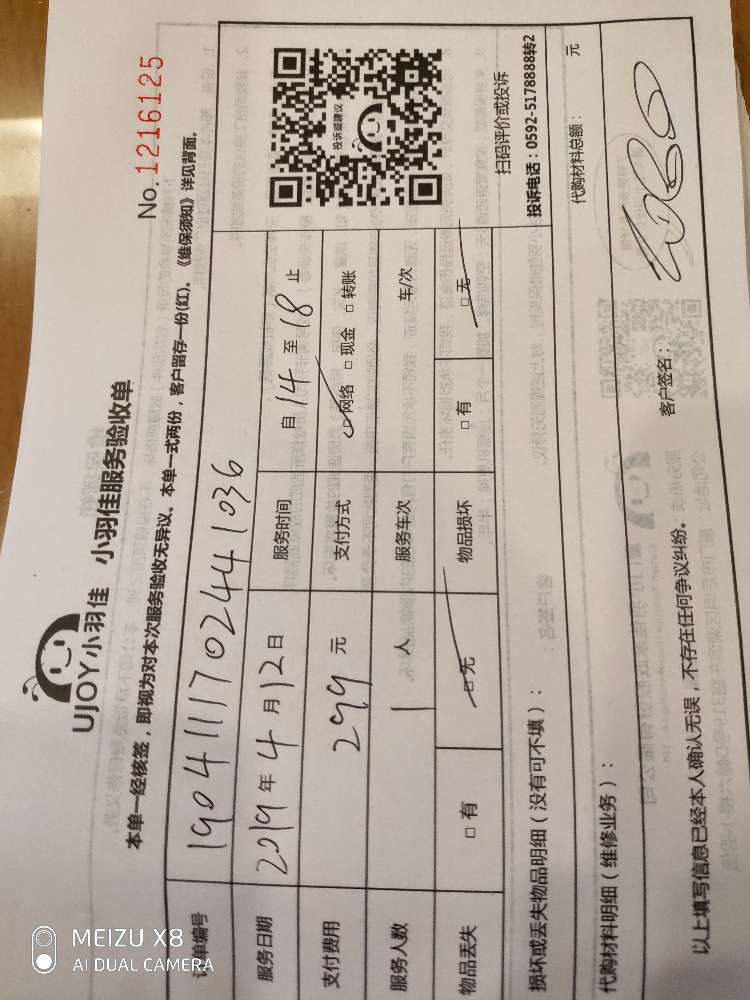 UJOY小羽佳 小羽佳服务验收单
No.1216125
本单一经核签，即视为对本次服务验收无异议。本单一式两份，客户留存一份(红)。《维保须知》详见背面。
订单编号 1904111702441036
服务日期 2019年4月12日 服务时间 自14至18止
支付费用 299元 支付方式 □网络 □现金 □转账
服务人数 1人 服务车次 车/次
物品丢失 □有 □无 物品损坏 □有 □无
投诉或建议
扫码评价或投诉
投诉电话：0592-5178888转2
损坏或丢失物品明细（没有可不填）：
代购材料明细（维修业务）： 代购材料总额： 元
以上填写信息已经本人确认无误，不存在任何争议纠纷。 客户签名：
MEIZU X8
AI DUAL CAMERA